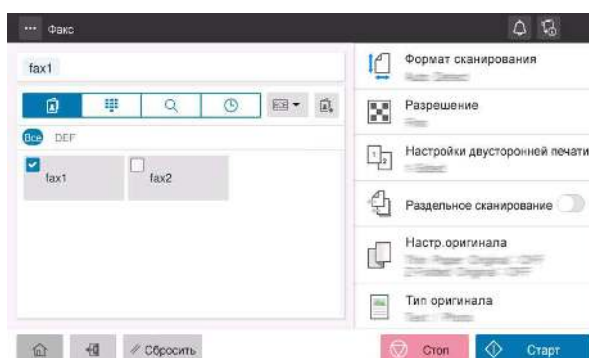 Факс
fax1
Все DEF
fax1
fax2
Формат сканирования
Разрешение
Настройки двусторонней печати
Раздельное сканирование
Настр.оригинала
Тип оригинала
Сбросить
Стоп
Старт